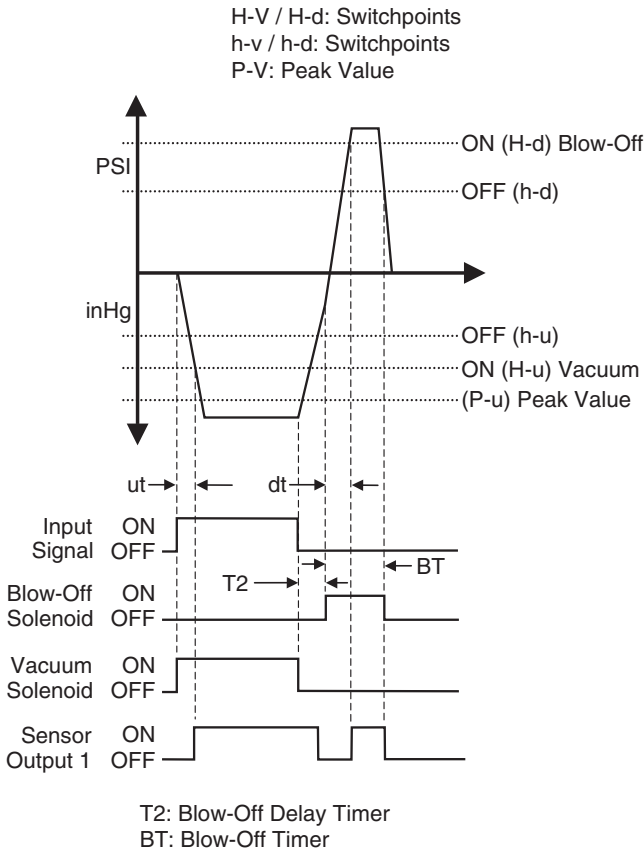 H-V / H-d: Switchpoints
h-v / h-d: Switchpoints
P-V: Peak Value
ON (H-d) Blow-Off
PSI
OFF (h-d)
inHg
OFF (h-u)
ON (H-u) Vacuum
(P-u) Peak Value
ut
dt
Input ON
Signal OFF
BT
T2
Blow-Off ON
Solenoid OFF
Vacuum ON
Solenoid OFF
Sensor ON
Output 1 OFF
T2: Blow-Off Delay Timer
BT: Blow-Off Timer